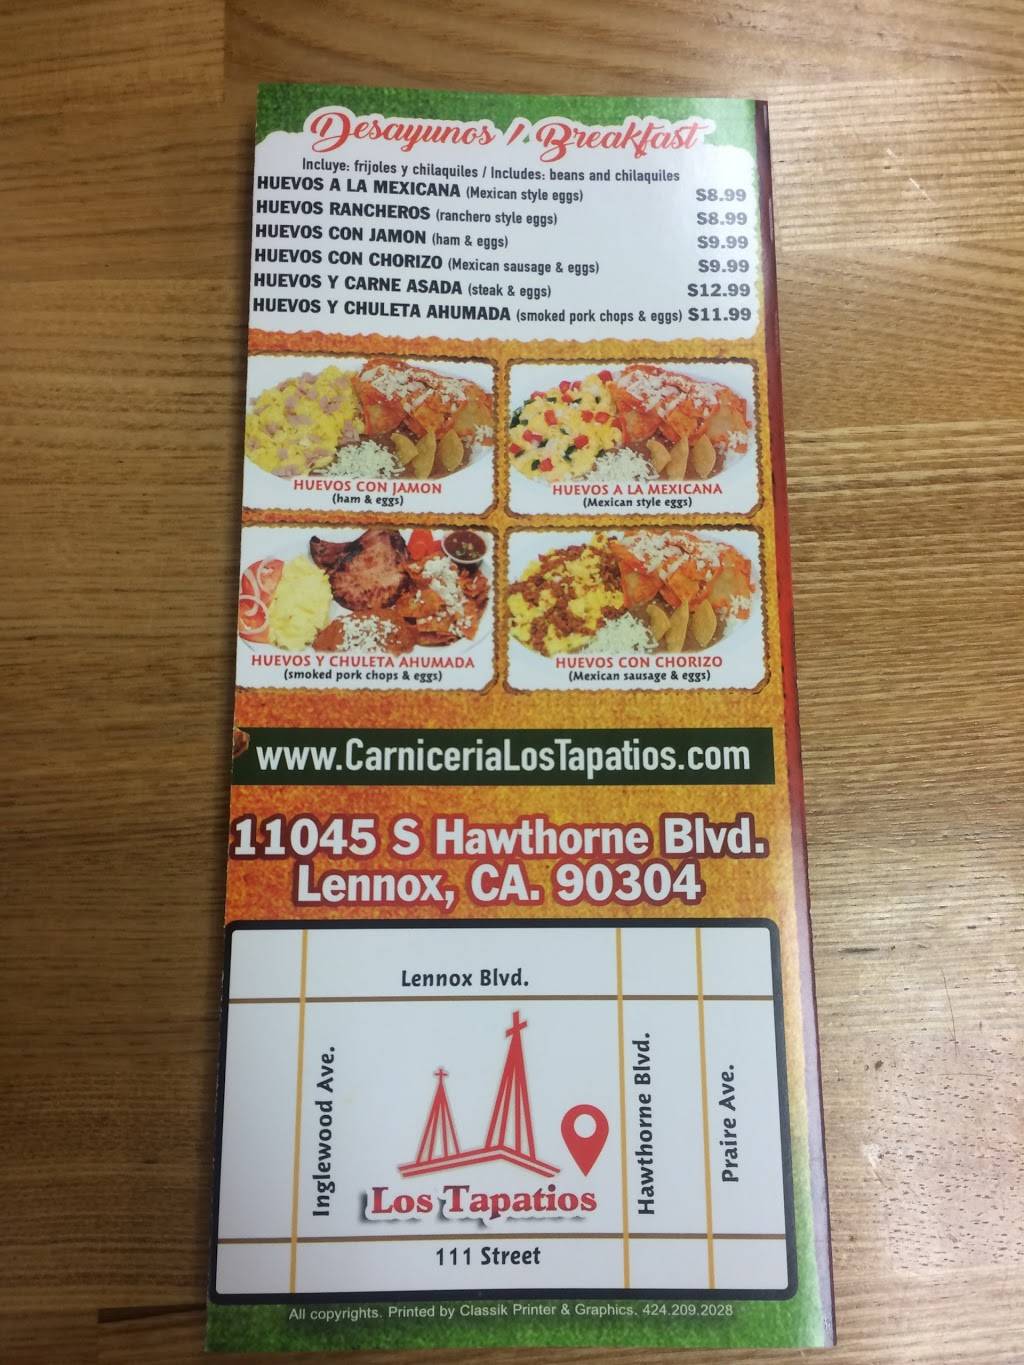 Desayunos / Breakfast
Incluye: frijoles y chilaquiles / Includes: beans and chilaquiles
HUEVOS A LA MEXICANA (Mexican style eggs) $8.99
HUEVOS RANCHEROS (ranchero style eggs) $8.99
HUEVOS CON JAMON (ham & eggs) $9.99
HUEVOS CON CHORIZO (Mexican sausage & eggs) $9.99
HUEVOS Y CARNE ASADA (steak & eggs) $12.99
HUEVOS Y CHULETA AHUMADA (smoked pork chops & eggs) $11.99
HUEVOS CON JAMON
(ham & eggs)
HUEVOS A LA MEXICANA
(Mexican style eggs)
HUEVOS Y CHULETA AHUMADA
(smoked pork chops & eggs)
HUEVOS CON CHORIZO
(Mexican sausage & eggs)
www.CarniceriaLosTapatios.com
11045 S Hawthorne Blvd.
Lennox, CA. 90304
Lennox Blvd.
Inglewood Ave.
Hawthorne Blvd.
Praire Ave.
Los Tapatios
111 Street
All copyrights. Printed by Classik Printer & Graphics. 424.209.2028